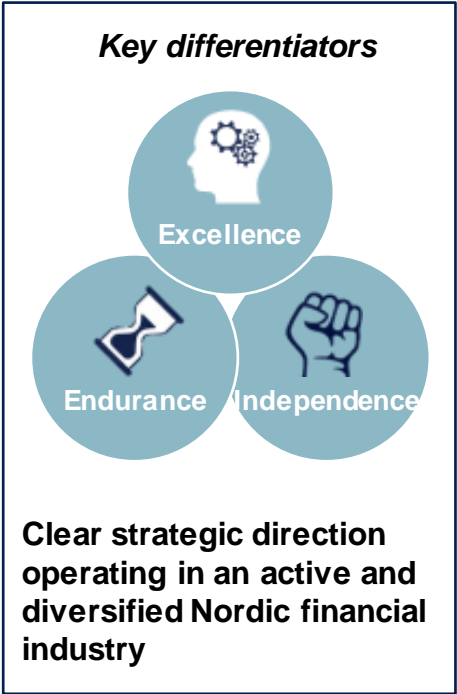 Key differentiators
Excellence
Endurance
Independence
Clear strategic direction
operating in an active and
diversified Nordic financial
industry